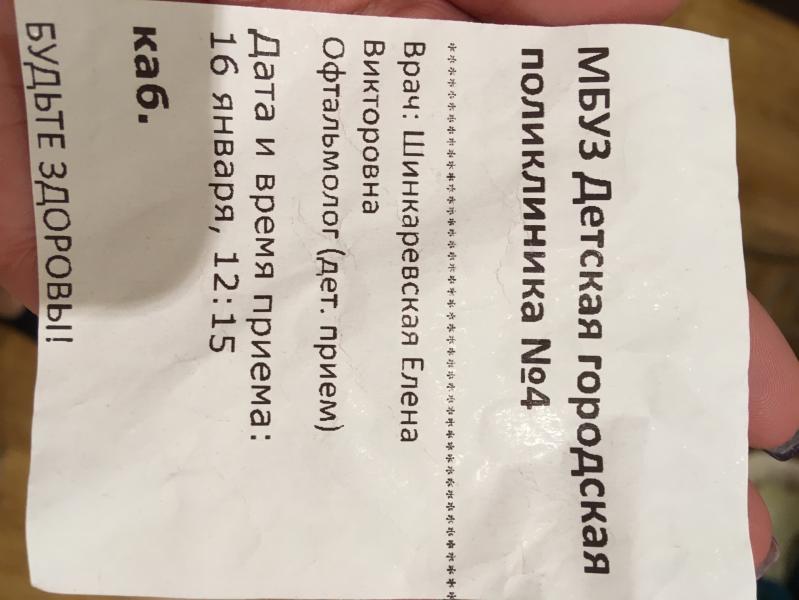 МБУЗ Детская городская
поликлиника №4
****************************************
Врач: Шинкаревская Елена
Викторовна
Офтальмолог (дет. прием)
Дата и время приема:
16 января, 12:15
каб.
БУДЬТЕ ЗДОРОВЫ!